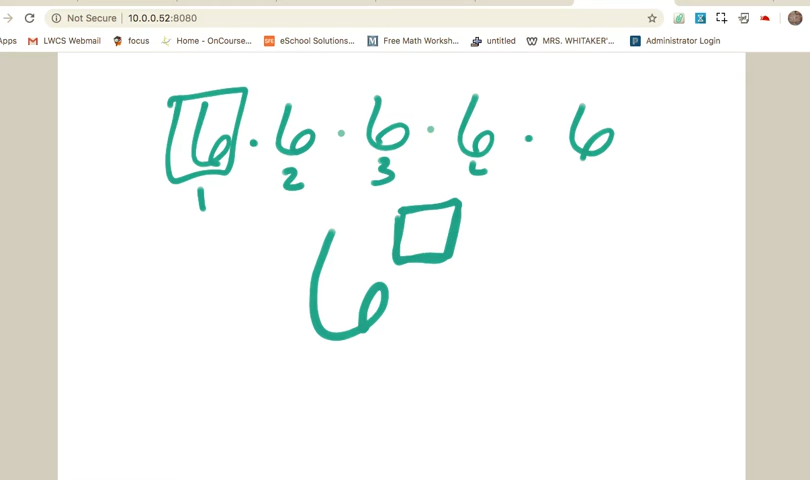 Not Secure | 10.0.0.52:8080
Apps LWCS Webmail focus Home - OnCourse... SFE eSchool Solutions... M Free Math Worksh... untitled W MRS. WHITAKER'... P Administrator Login
6 · 6 · 6 · 6 · 6
1 2 3
6